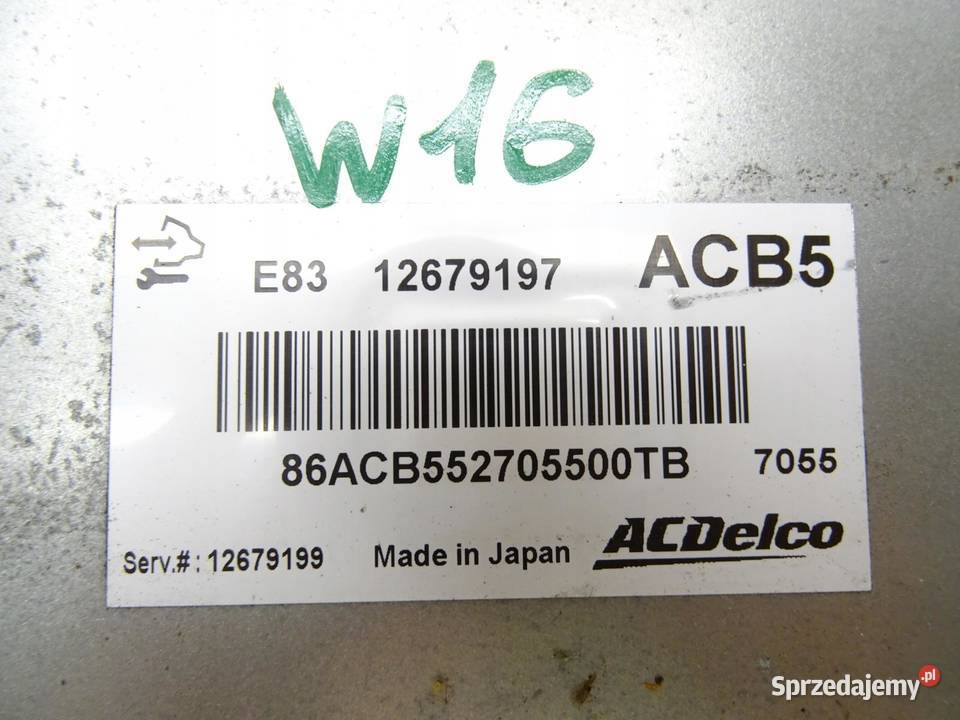 W16
E83 12679197 ACB5
86ACB552705500TB 7055
Serv.#: 12679199 Made in Japan ACDelco
Sprzedajemy.pl